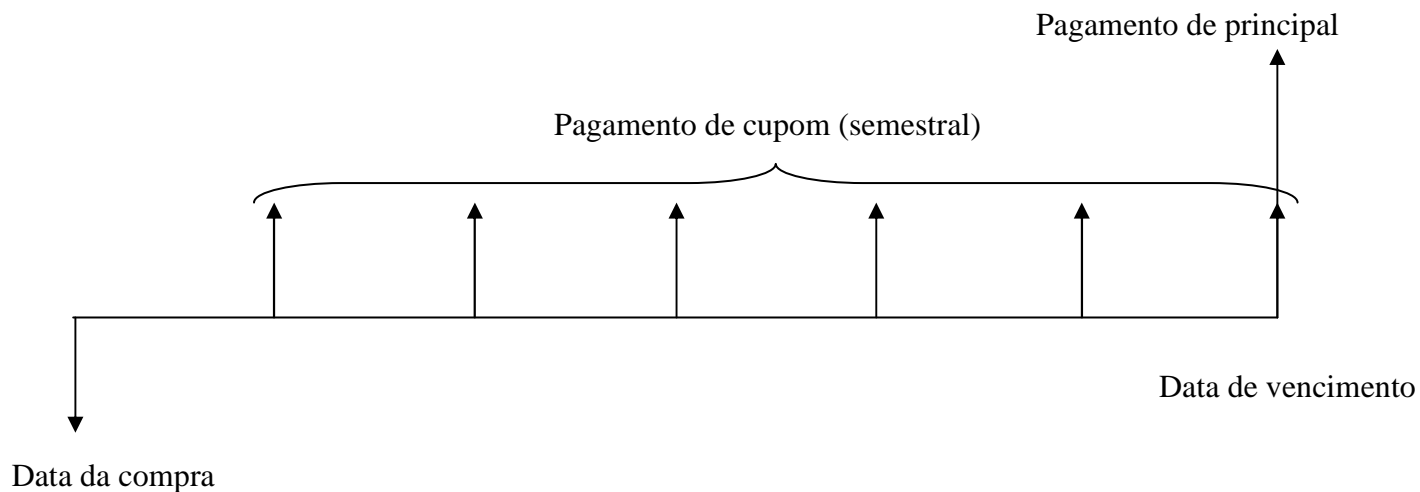 Pagamento de principal
Pagamento de cupom (semestral)
Data de vencimento
Data da compra